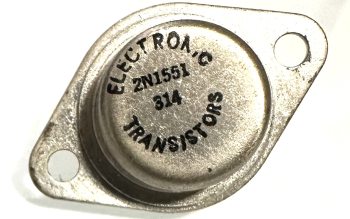 ELECTRONIC
2N1551
314
TRANSISTORS